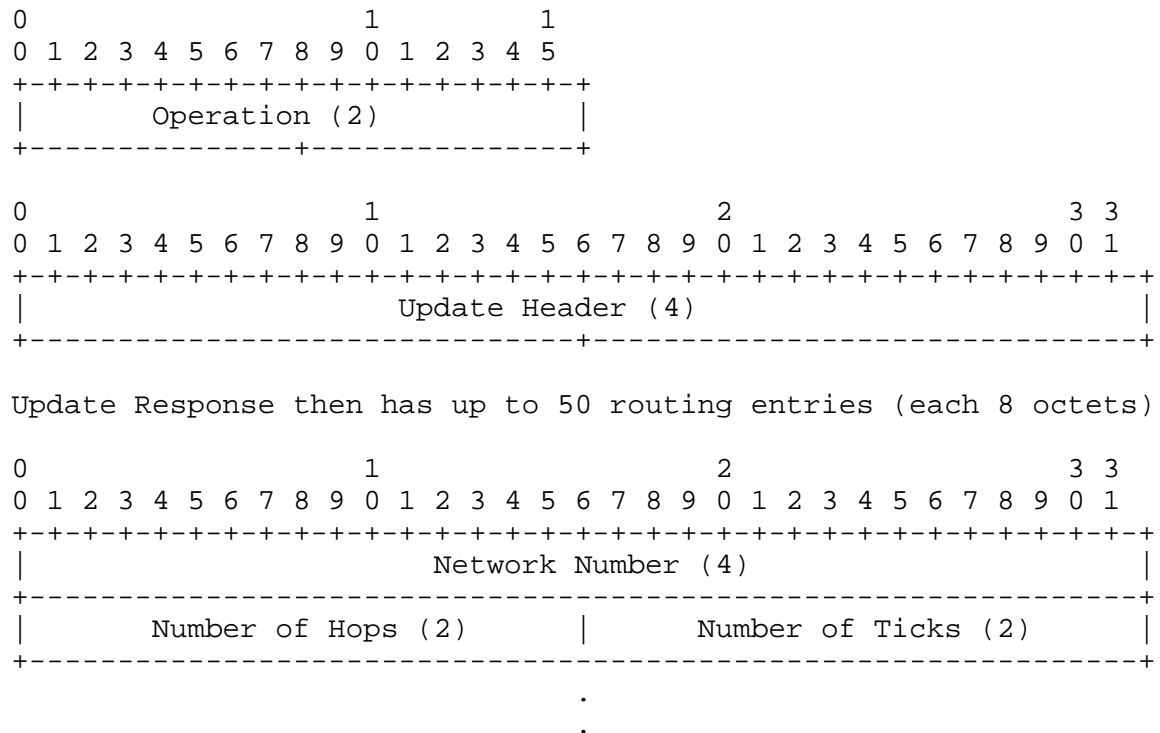 0                   1         1
0 1 2 3 4 5 6 7 8 9 0 1 2 3 4 5
+-+-+-+-+-+-+-+-+-+-+-+-+-+-+-+-+
|       Operation (2)           |
+---------------+---------------+

0                   1                   2                   3 3
0 1 2 3 4 5 6 7 8 9 0 1 2 3 4 5 6 7 8 9 0 1 2 3 4 5 6 7 8 9 0 1
+-+-+-+-+-+-+-+-+-+-+-+-+-+-+-+-+-+-+-+-+-+-+-+-+-+-+-+-+-+-+-+-+
|                     Update Header (4)                         |
+-------------------------------+-------------------------------+

Update Response then has up to 50 routing entries (each 8 octets)

0                   1                   2                   3 3
0 1 2 3 4 5 6 7 8 9 0 1 2 3 4 5 6 7 8 9 0 1 2 3 4 5 6 7 8 9 0 1
+-+-+-+-+-+-+-+-+-+-+-+-+-+-+-+-+-+-+-+-+-+-+-+-+-+-+-+-+-+-+-+-+
|                       Network Number (4)                      |
+---------------------------------------------------------------+
|       Number of Hops (2)      |      Number of Ticks (2)      |
+---------------------------------------------------------------+
.
.